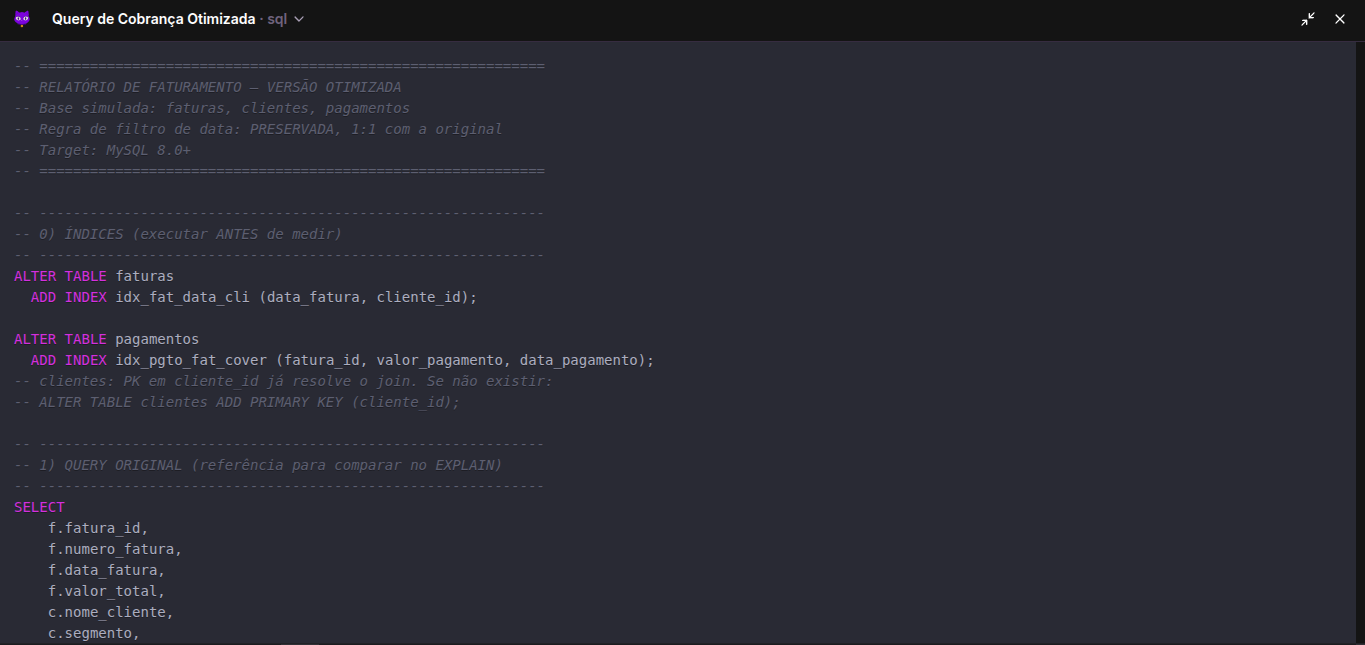 Query de Cobrança Otimizada · sql
-- ============================================================
-- RELATÓRIO DE FATURAMENTO — VERSÃO OTIMIZADA
-- Base simulada: faturas, clientes, pagamentos
-- Regra de filtro de data: PRESERVADA, 1:1 com a original
-- Target: MySQL 8.0+
-- ============================================================
-- ------------------------------------------------------------
-- 0) ÍNDICES (executar ANTES de medir)
-- ------------------------------------------------------------
ALTER TABLE faturas
  ADD INDEX idx_fat_data_cli (data_fatura, cliente_id);
ALTER TABLE pagamentos
  ADD INDEX idx_pgto_fat_cover (fatura_id, valor_pagamento, data_pagamento);
-- clientes: PK em cliente_id já resolve o join. Se não existir:
-- ALTER TABLE clientes ADD PRIMARY KEY (cliente_id);
-- ------------------------------------------------------------
-- 1) QUERY ORIGINAL (referência para comparar no EXPLAIN)
-- ------------------------------------------------------------
SELECT
    f.fatura_id,
    f.numero_fatura,
    f.data_fatura,
    f.valor_total,
    c.nome_cliente,
    c.segmento,